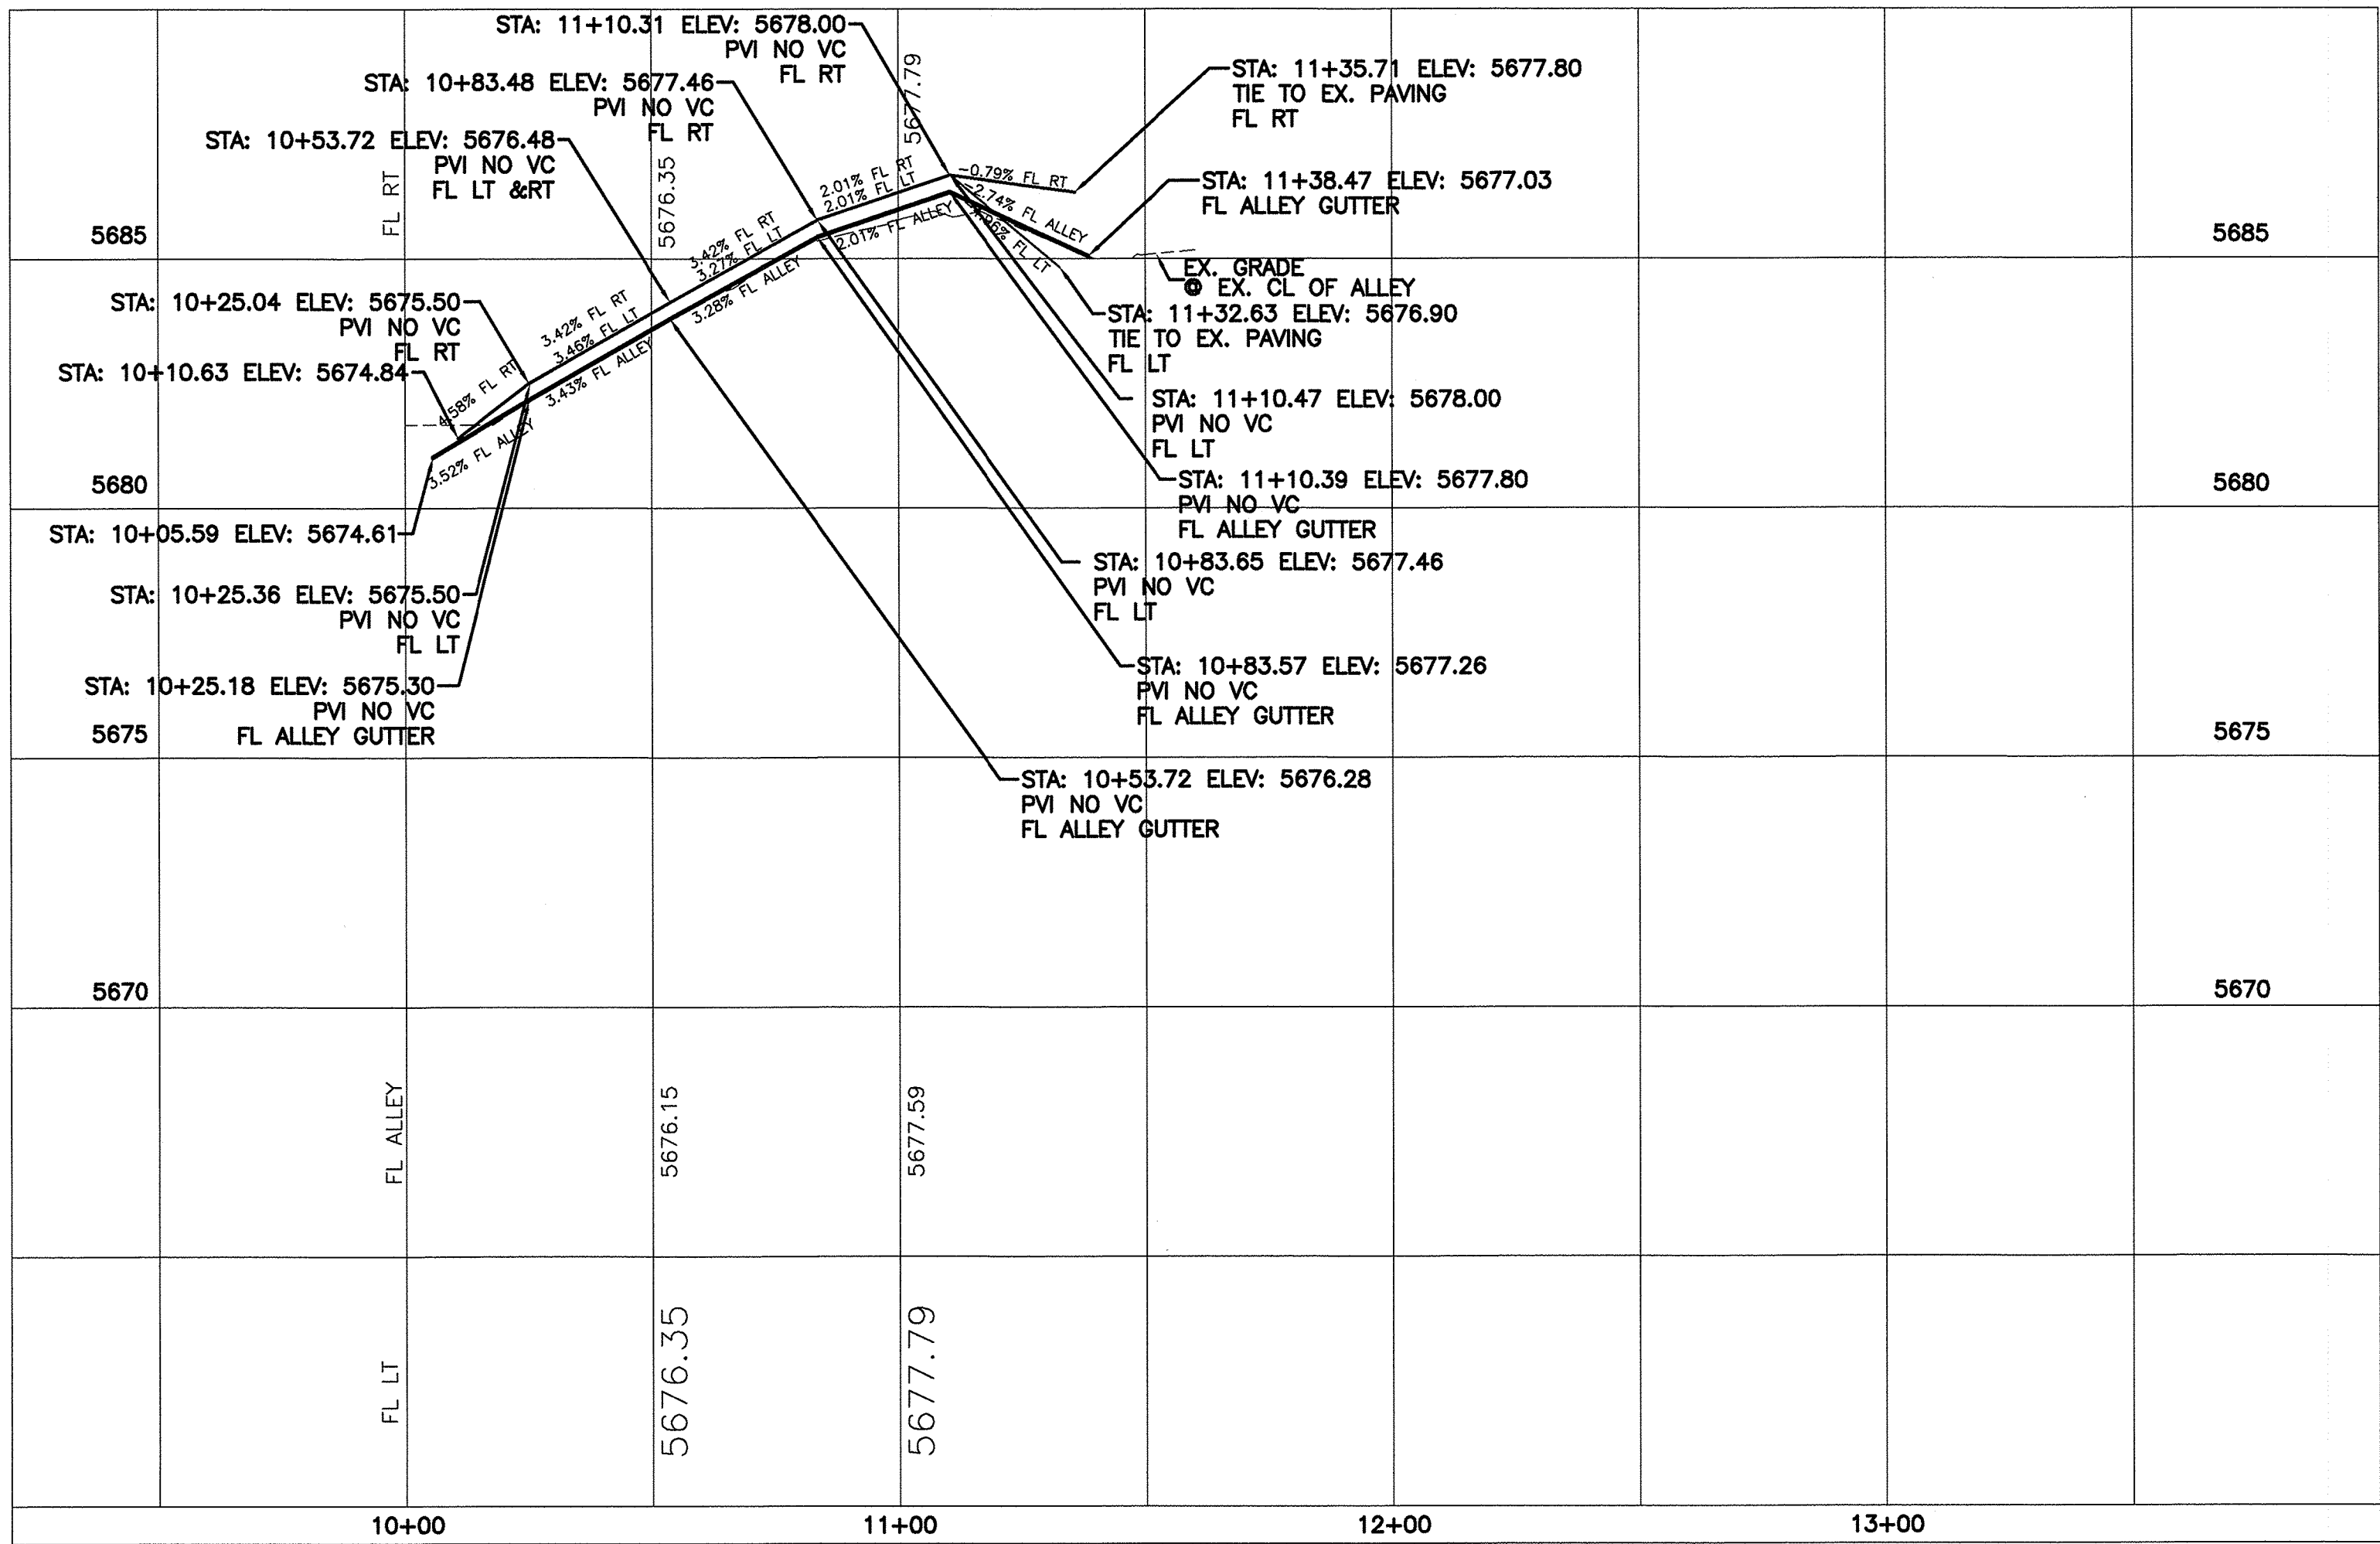 STA: 11+10.31 ELEV: 5678.00
PVI NO VC
FL RT
STA: 10+83.48 ELEV: 5677.46
PVI NO VC
FL RT
STA: 10+53.72 ELEV: 5676.48
PVI NO VC
FL LT &RT
FL RT
5676.35
5677.79
STA: 11+35.71 ELEV: 5677.80
TIE TO EX. PAVING
FL RT
STA: 11+38.47 ELEV: 5677.03
FL ALLEY GUTTER
2.01% FL RT
2.01% FL LT
-0.79% FL RT
-2.74% FL ALLEY
2.01% FL ALLEY
FL LT
3.42% FL RT
3.27% FL LT
3.28% FL ALLEY
5685
5685
EX. GRADE
@ EX. CL OF ALLEY
STA: 10+25.04 ELEV: 5675.50
PVI NO VC
FL RT
3.42% FL RT
3.46% FL LT
3.43% FL ALLEY
STA: 11+32.63 ELEV: 5676.90
TIE TO EX. PAVING
FL LT
STA: 10+10.63 ELEV: 5674.84
4.58% FL RT
3.52% FL ALLEY
STA: 11+10.47 ELEV: 5678.00
PVI NO VC
FL LT
5680
5680
STA: 11+10.39 ELEV: 5677.80
PVI NO VC
FL ALLEY GUTTER
STA: 10+05.59 ELEV: 5674.61
STA: 10+83.65 ELEV: 5677.46
PVI NO VC
FL LT
STA: 10+25.36 ELEV: 5675.50
PVI NO VC
FL LT
STA: 10+83.57 ELEV: 5677.26
PVI NO VC
FL ALLEY GUTTER
STA: 10+25.18 ELEV: 5675.30
PVI NO VC
FL ALLEY GUTTER
5675
5675
STA: 10+53.72 ELEV: 5676.28
PVI NO VC
FL ALLEY GUTTER
5670
5670
FL ALLEY
5676.15
5677.59
FL LT
5676.35
5677.79
10+00
11+00
12+00
13+00